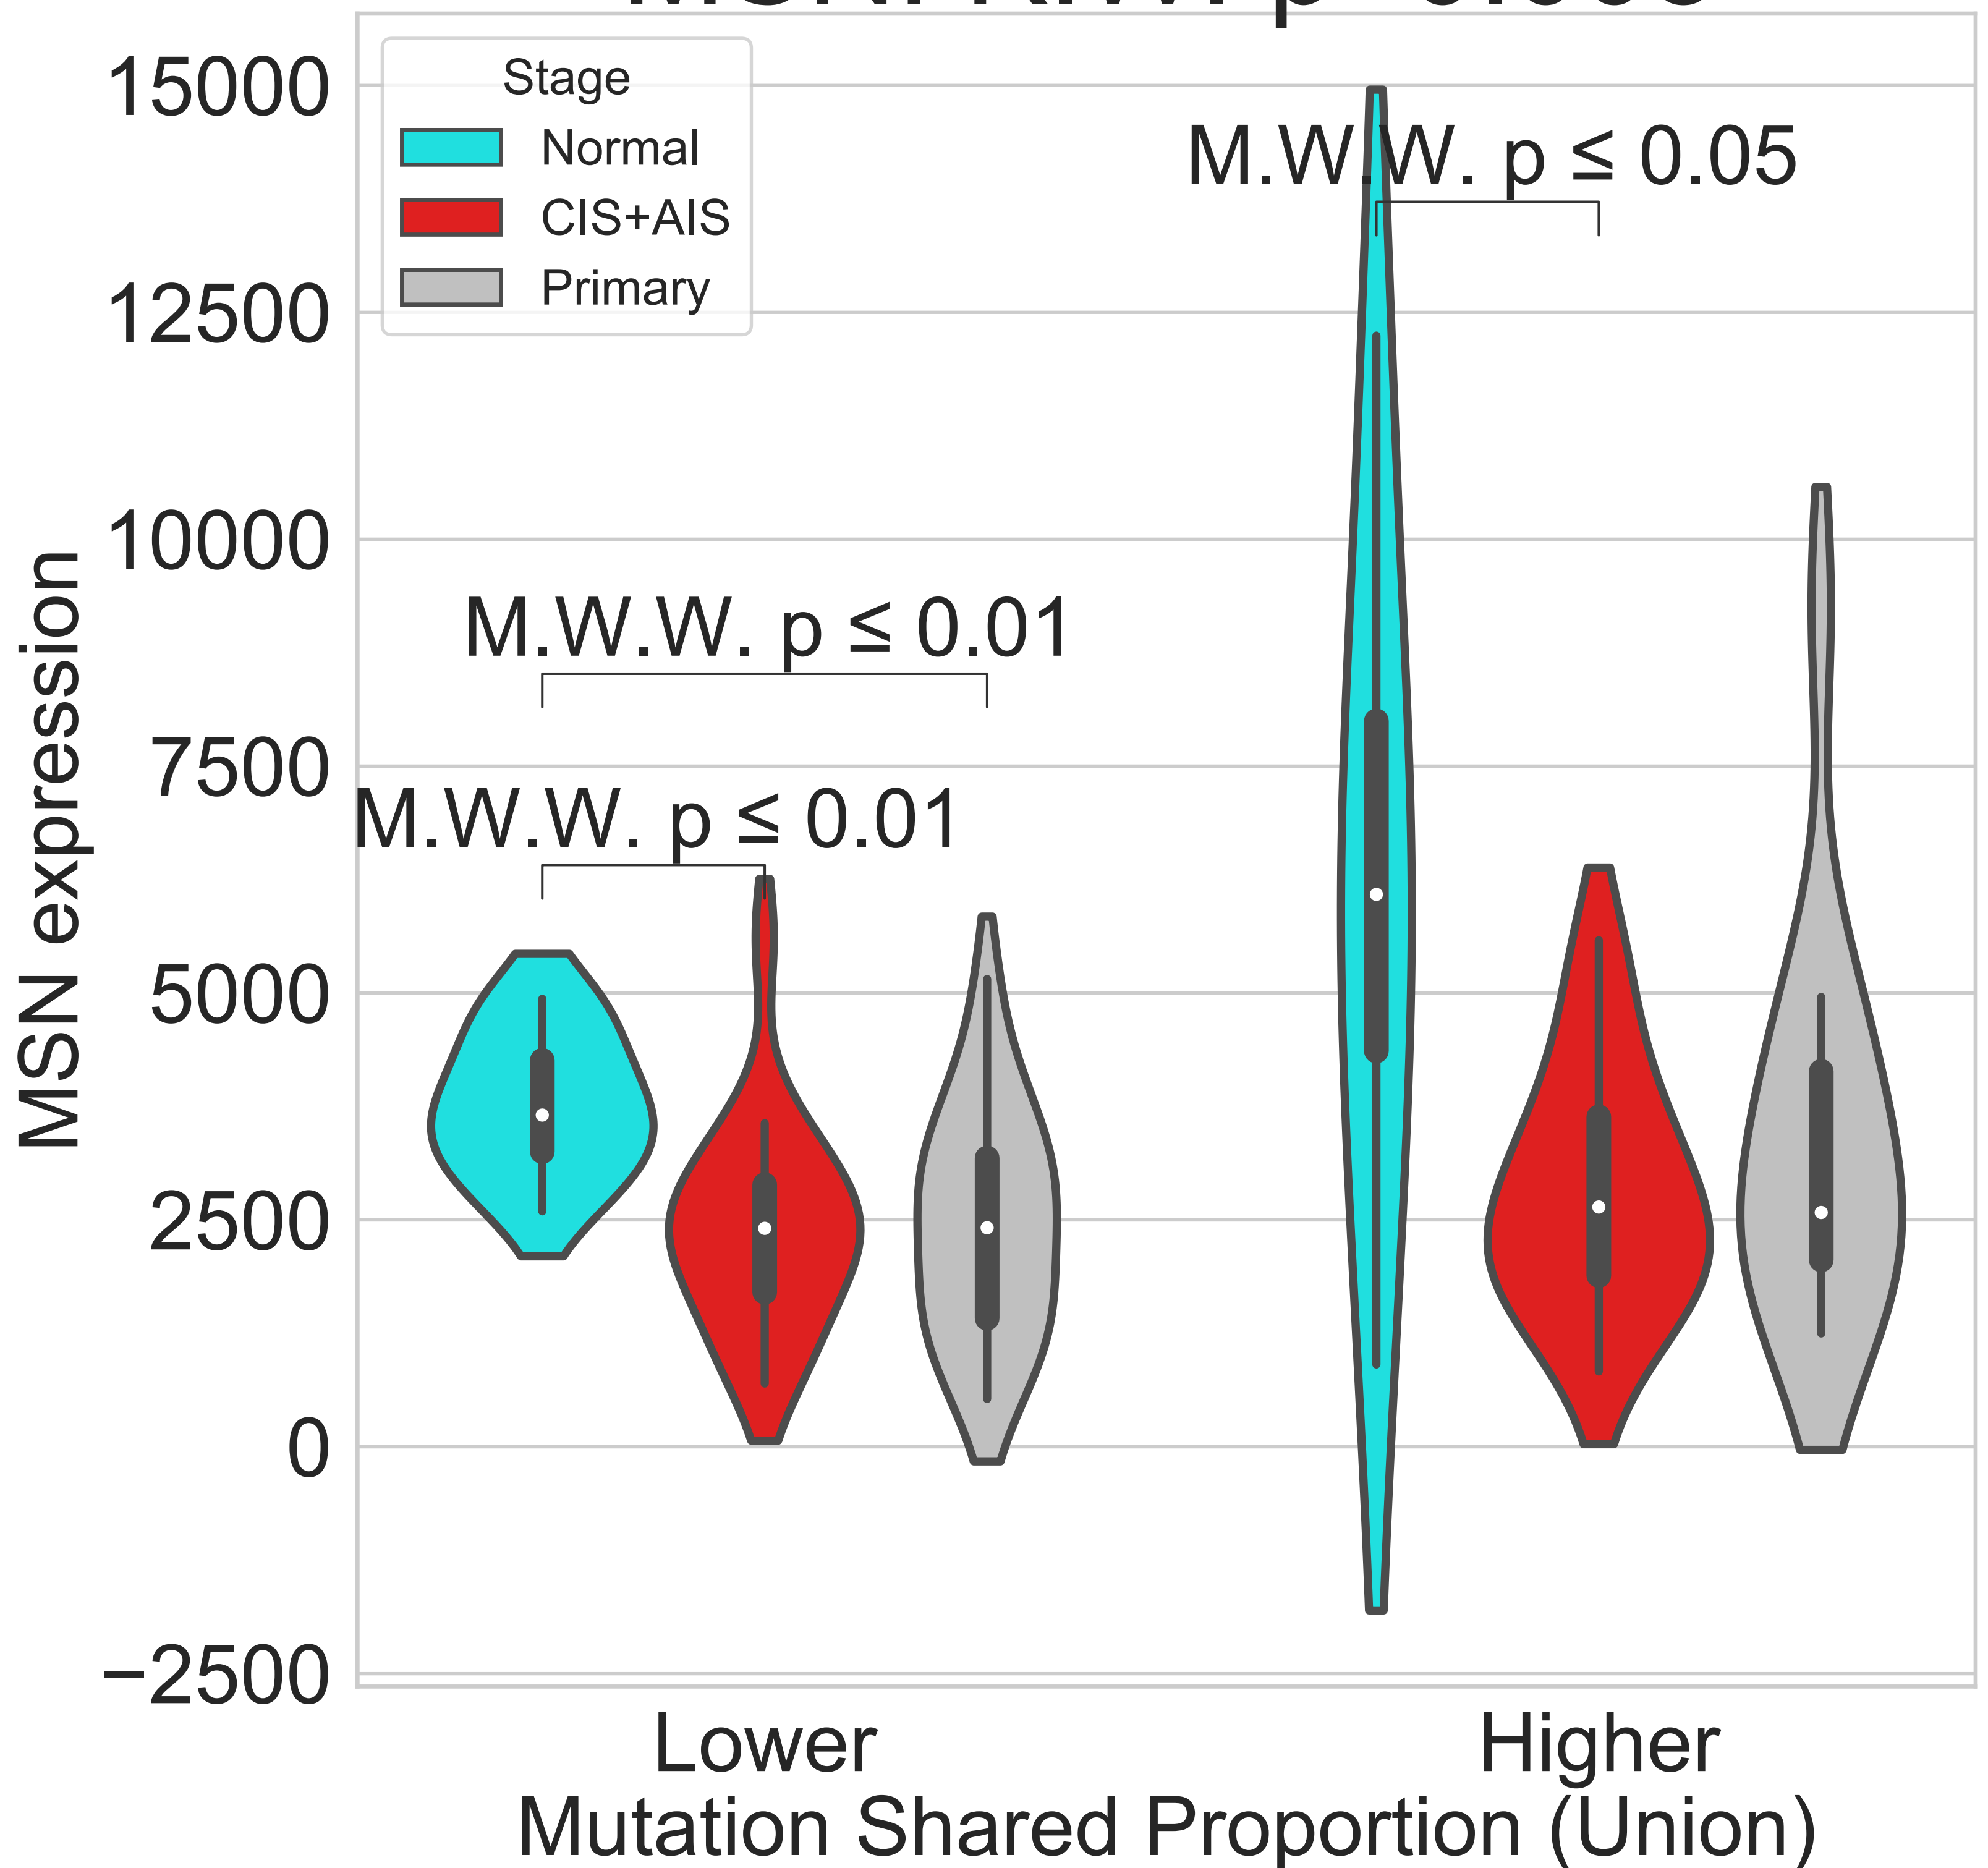 15000
12500
10000
7500
5000
2500
0
−2500
MSN expression
Stage
Normal
CIS+AIS
Primary
M.W.W. p ≤ 0.05
M.W.W. p ≤ 0.01
M.W.W. p ≤ 0.01
Lower
Higher
Mutation Shared Proportion (Union)